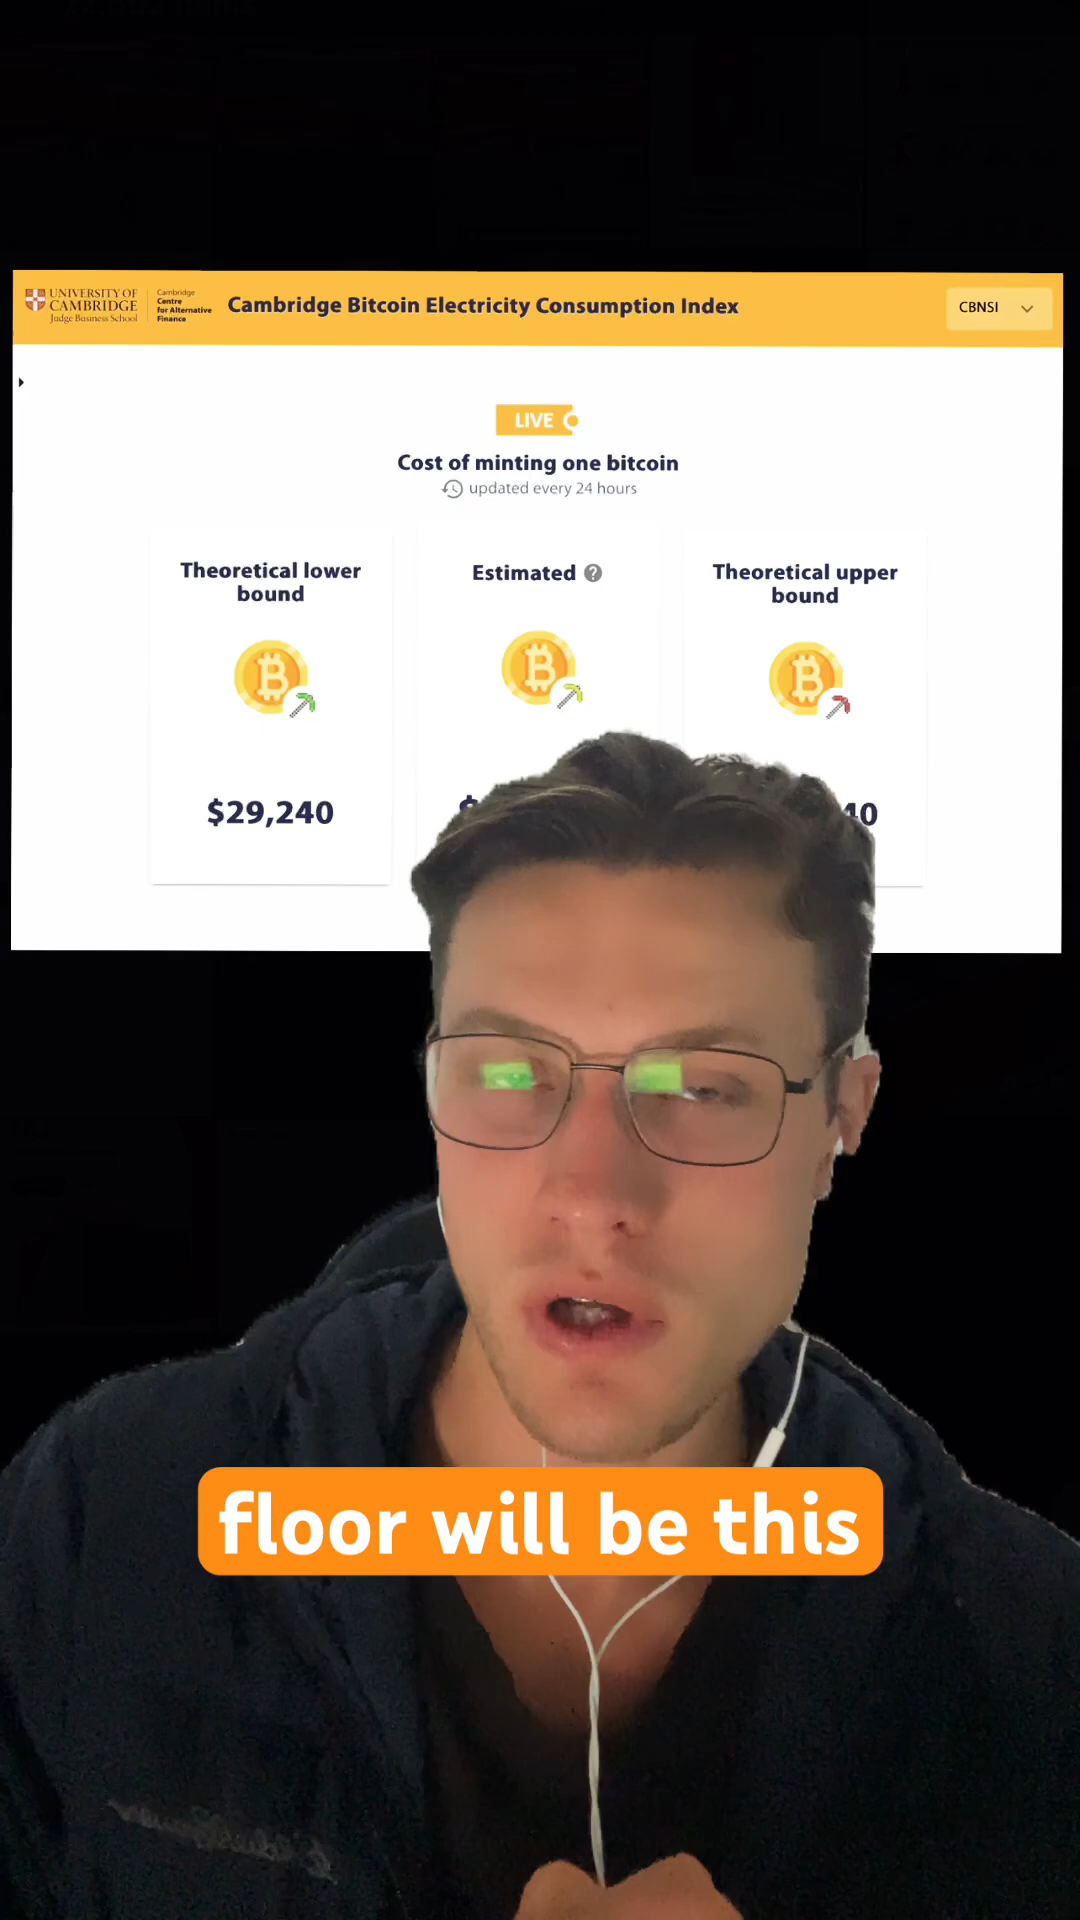 UNIVERSITY OF
CAMBRIDGE
Judge Business School
Cambridge
Centre
for Alternative
Finance
Cambridge Bitcoin Electricity Consumption Index
CBNSI
LIVE
Cost of minting one bitcoin
updated every 24 hours
Theoretical lower
bound
Estimated ?
Theoretical upper
bound
$29,240
$
40
floor will be this